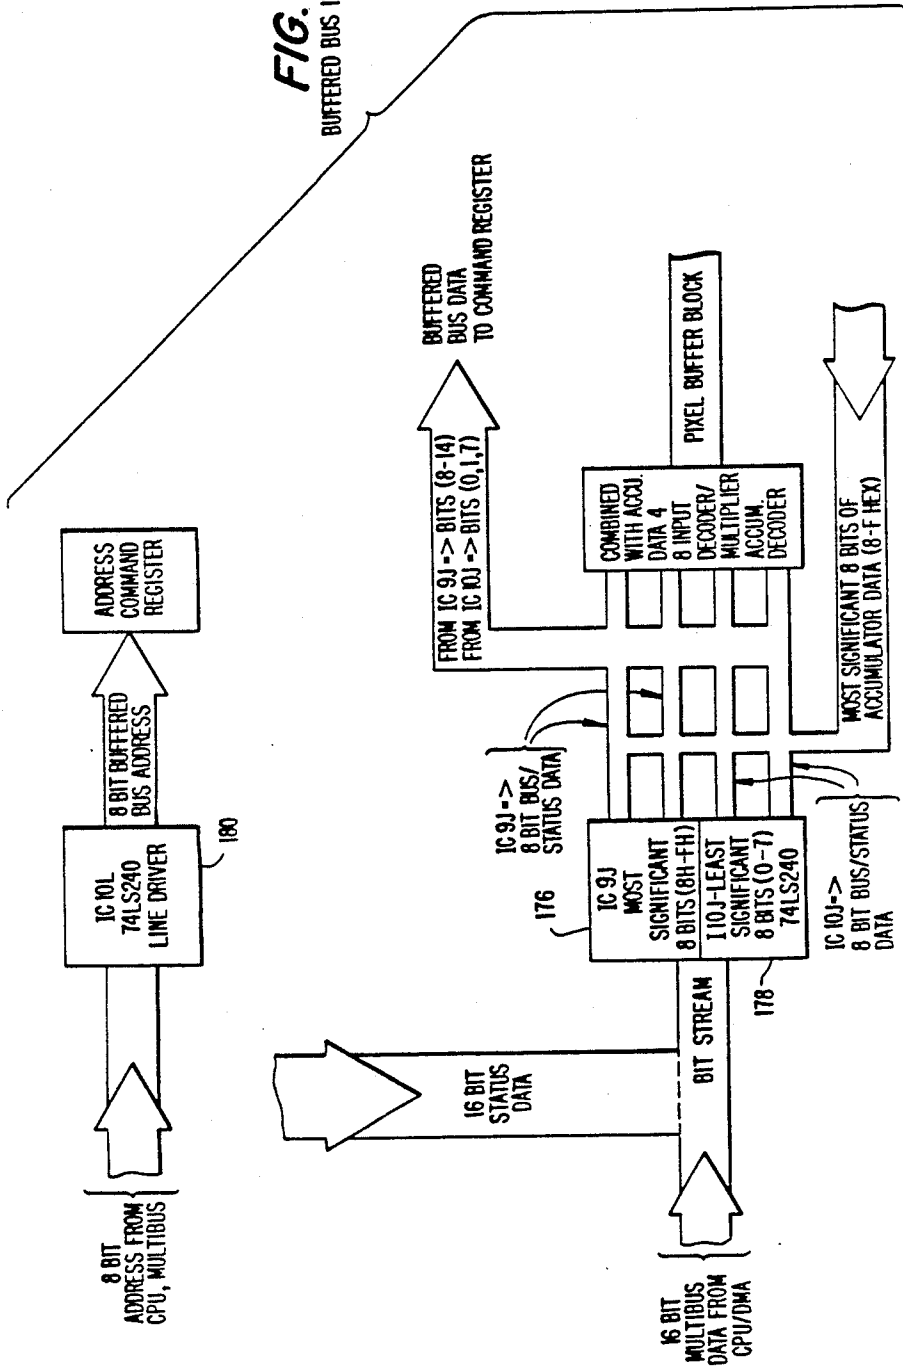 FIG.
BUFFERED BUS
8 BIT
ADDRESS FROM
CPU, MULTIBUS
IC 10L
74LS240
LINE DRIVER
180
8 BIT BUFFERED
BUS ADDRESS
ADDRESS
COMMAND
REGISTER
16 BIT
MULTIBUS
DATA FROM
CPU/DMA
16 BIT
STATUS
DATA
BIT STREAM
176
IC 9J
MOST
SIGNIFICANT
8 BITS (8H-FH)
I 10J-LEAST
SIGNIFICANT
8 BITS (0-7)
74LS240
178
IC 9J=>
8 BIT BUS/
STATUS DATA
IC 10J=>
8 BIT BUS/STATUS
DATA
FROM IC 9J=> BITS (8-14)
FROM IC 10J=> BITS (0,1,7)
BUFFERED
BUS DATA
TO COMMAND REGISTER
COMBINED
WITH ACCU.
DATA 4
8 INPUT
DECODER/
MULTIPLIER
ACCUM.
DECODER
PIXEL BUFFER BLOCK
MOST SIGNIFICANT 8 BITS OF
ACCUMULATOR DATA (8-F HEX)